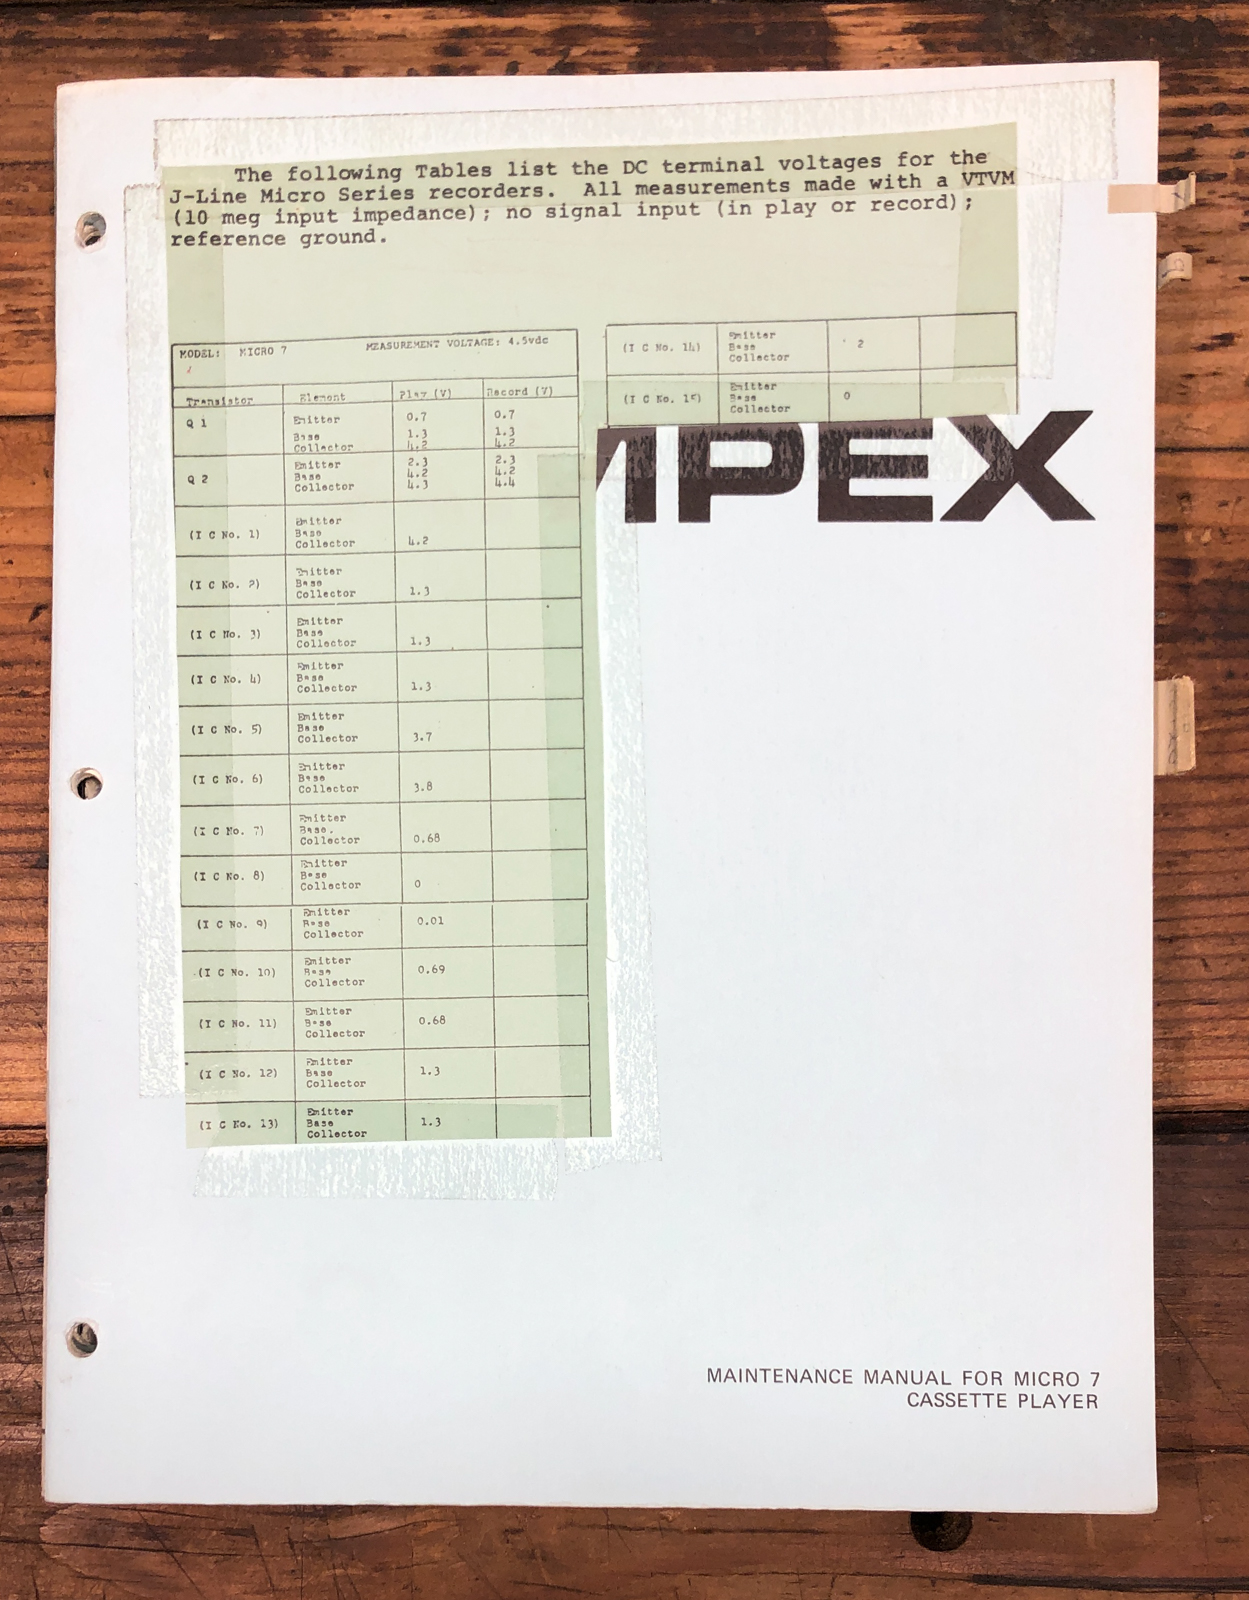 The following Tables list the DC terminal voltages for the
J-Line Micro Series recorders. All measurements made with a VTVM
(10 meg input impedance); no signal input (in play or record);
reference ground.
MODEL: MICRO 7 MEASUREMENT VOLTAGE: 4.5vdc
Transistor Element Play (V) Record (V)
Q 1 Emitter 0.7 0.7
Base 1.3 1.3
Collector 4.2 4.2
Q 2 Emitter 2.3 2.3
Base 4.2 4.2
Collector 4.3 4.4
(I C No. 1) Emitter
Base
Collector 4.2
(I C No. 2) Emitter
Base
Collector 1.3
(I C No. 3) Emitter
Base
Collector 1.3
(I C No. 4) Emitter
Base
Collector 1.3
(I C No. 5) Emitter
Base
Collector 3.7
(I C No. 6) Emitter
Base
Collector 3.8
(I C No. 7) Emitter
Base.
Collector 0.68
(I C No. 8) Emitter
Base
Collector 0
(I C No. 9) Emitter 0.01
Base
Collector
(I C No. 10) Emitter 0.69
Base
Collector
(I C No. 11) Emitter 0.68
Base
Collector
(I C No. 12) Emitter 1.3
Base
Collector
(I C No. 13) Emitter 1.3
Base
Collector
(I C No. 14) Emitter 2
Base
Collector
(I C No. 15) Emitter 0
Base
Collector
MPEX
MAINTENANCE MANUAL FOR MICRO 7
CASSETTE PLAYER